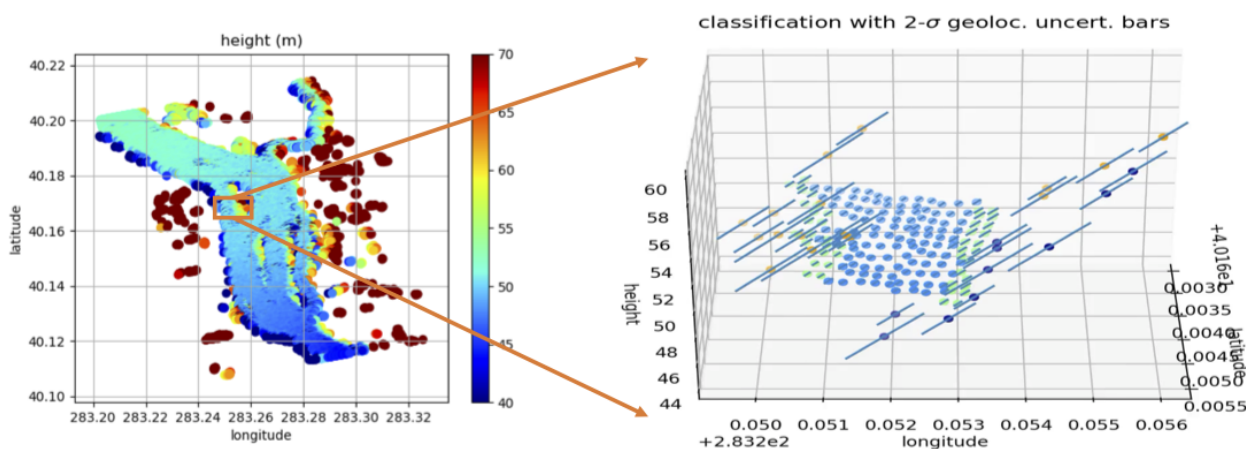 height (m)
40.22
40.20
40.18
40.16
40.14
40.12
40.10
latitude
283.20 283.22 283.24 283.26 283.28 283.30 283.32
longitude
70
65
60
55
50
45
40
classification with 2-σ geoloc. uncert. bars
60
58
56
54
52
50
48
46
44
height
0.050 0.051 0.052 0.053 0.054 0.055 0.056
+2.832e2
longitude
+4.016e1
0.0030
0.0035
0.0040
0.0045
0.0050
0.0055
latitude